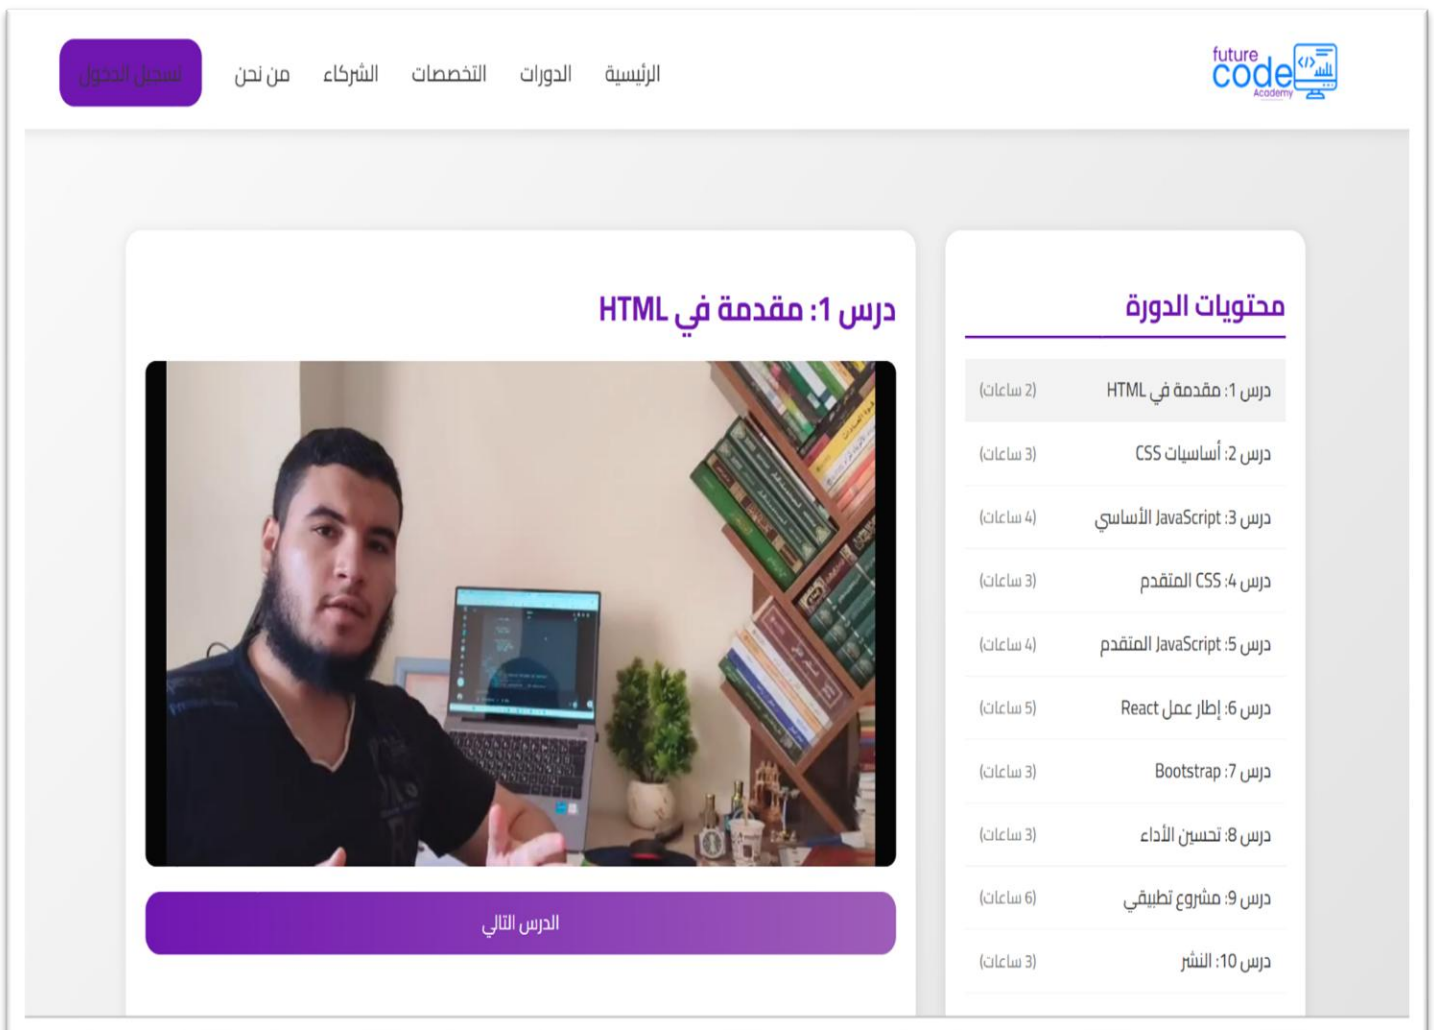 future
code
Academy
الرئيسية
الدورات
التخصصات
الشركاء
من نحن
تسجيل الدخول
محتويات الدورة
درس 1: مقدمة في HTML (2 ساعات)
درس 2: أساسيات CSS (3 ساعات)
درس 3: JavaScript الأساسي (4 ساعات)
درس 4: CSS المتقدم (3 ساعات)
درس 5: JavaScript المتقدم (4 ساعات)
درس 6: إطار عمل React (5 ساعات)
درس 7: Bootstrap (3 ساعات)
درس 8: تحسين الأداء (3 ساعات)
درس 9: مشروع تطبيقي (6 ساعات)
درس 10: النشر (3 ساعات)
درس 1: مقدمة في HTML
الدرس التالي